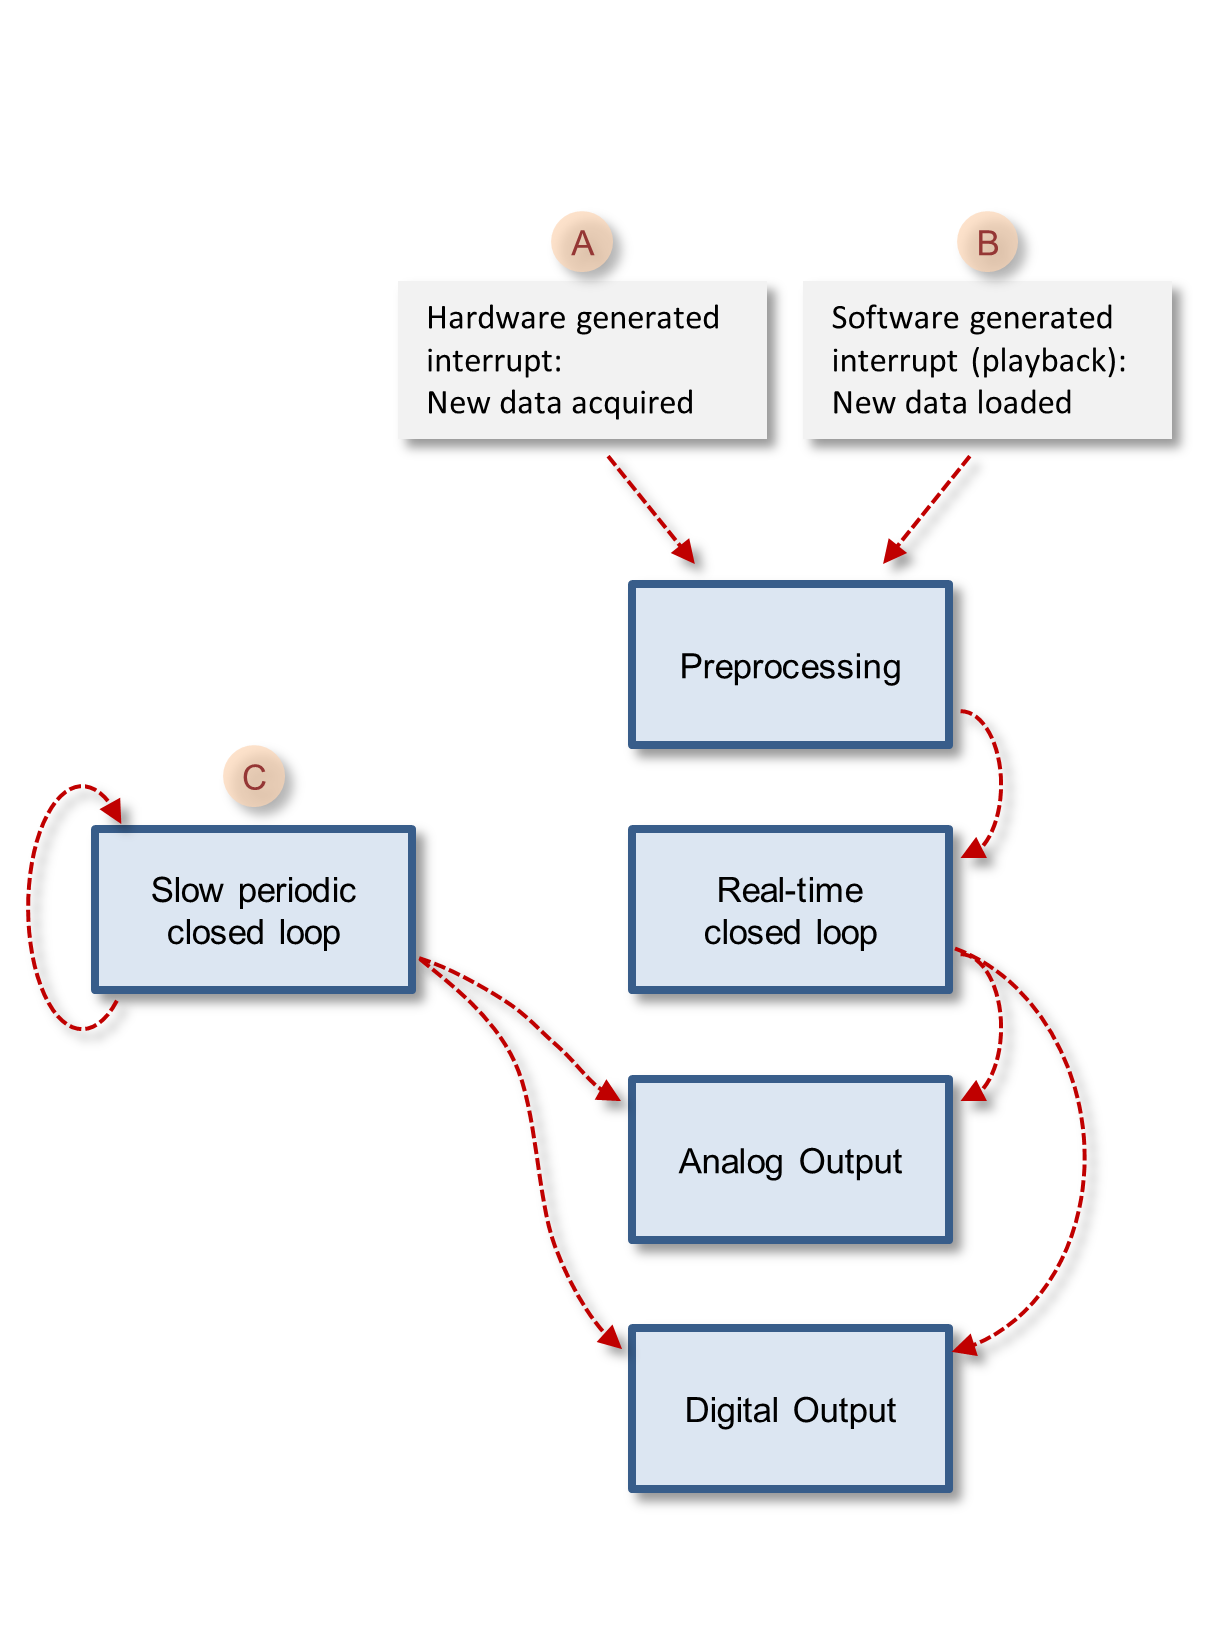 A
Hardware generated
interrupt:
New data acquired
B
Software generated
interrupt (playback):
New data loaded
Preprocessing
C
Slow periodic
closed loop
Real-time
closed loop
Analog Output
Digital Output